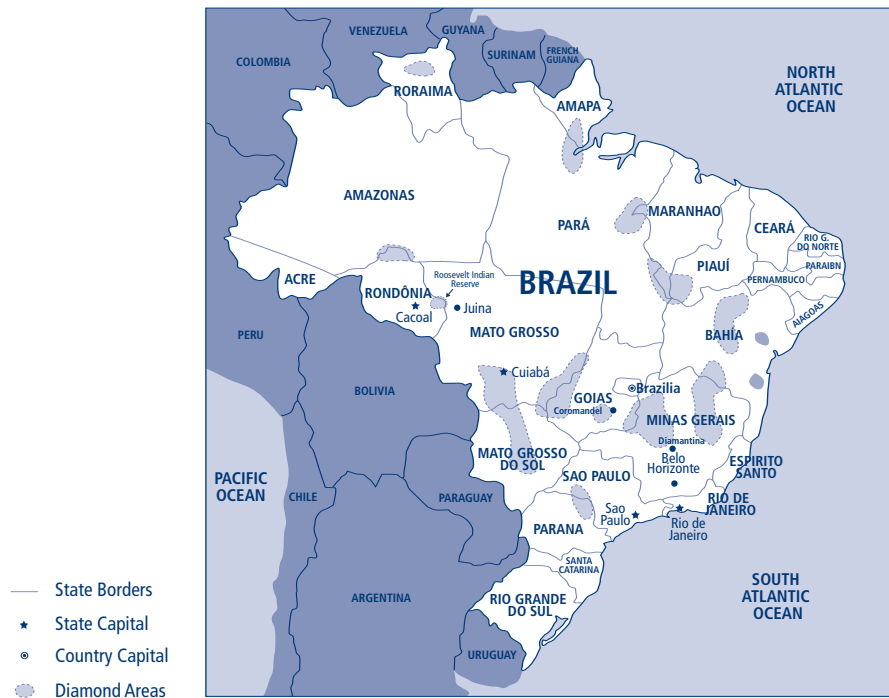 VENEZUELA
GUYANA
COLOMBIA
SURINAM
FRENCH
GUIANA
RORAIMA
AMAPA
NORTH
ATLANTIC
OCEAN
AMAZONAS
PARÁ
MARANHAO
CEARÁ
RIO G.
DO NORTE
PARAIBN
PIAUÍ
PERNAMBUCO
AIAGOAS
ACRE
RONDÔNIA
Cacoal
Roosevelt Indian
Reserve
Juina
BRAZIL
MATO GROSSO
BAHÍA
PERU
BOLIVIA
Cuiabá
GOIAS
Coromandel
Brazilia
MINAS GERAIS
Diamantina
Belo
Horizonte
ESPIRITO
SANTO
MATO GROSSO
DO SOL
SAO PAULO
RIO DE
JANEIRO
Sao
Paulo
Rio de
Janeiro
PACIFIC
OCEAN
CHILE
PARAGUAY
PARANA
SANTA
CATARINA
RIO GRANDE
DO SUL
ARGENTINA
URUGUAY
SOUTH
ATLANTIC
OCEAN
State Borders
State Capital
Country Capital
Diamond Areas